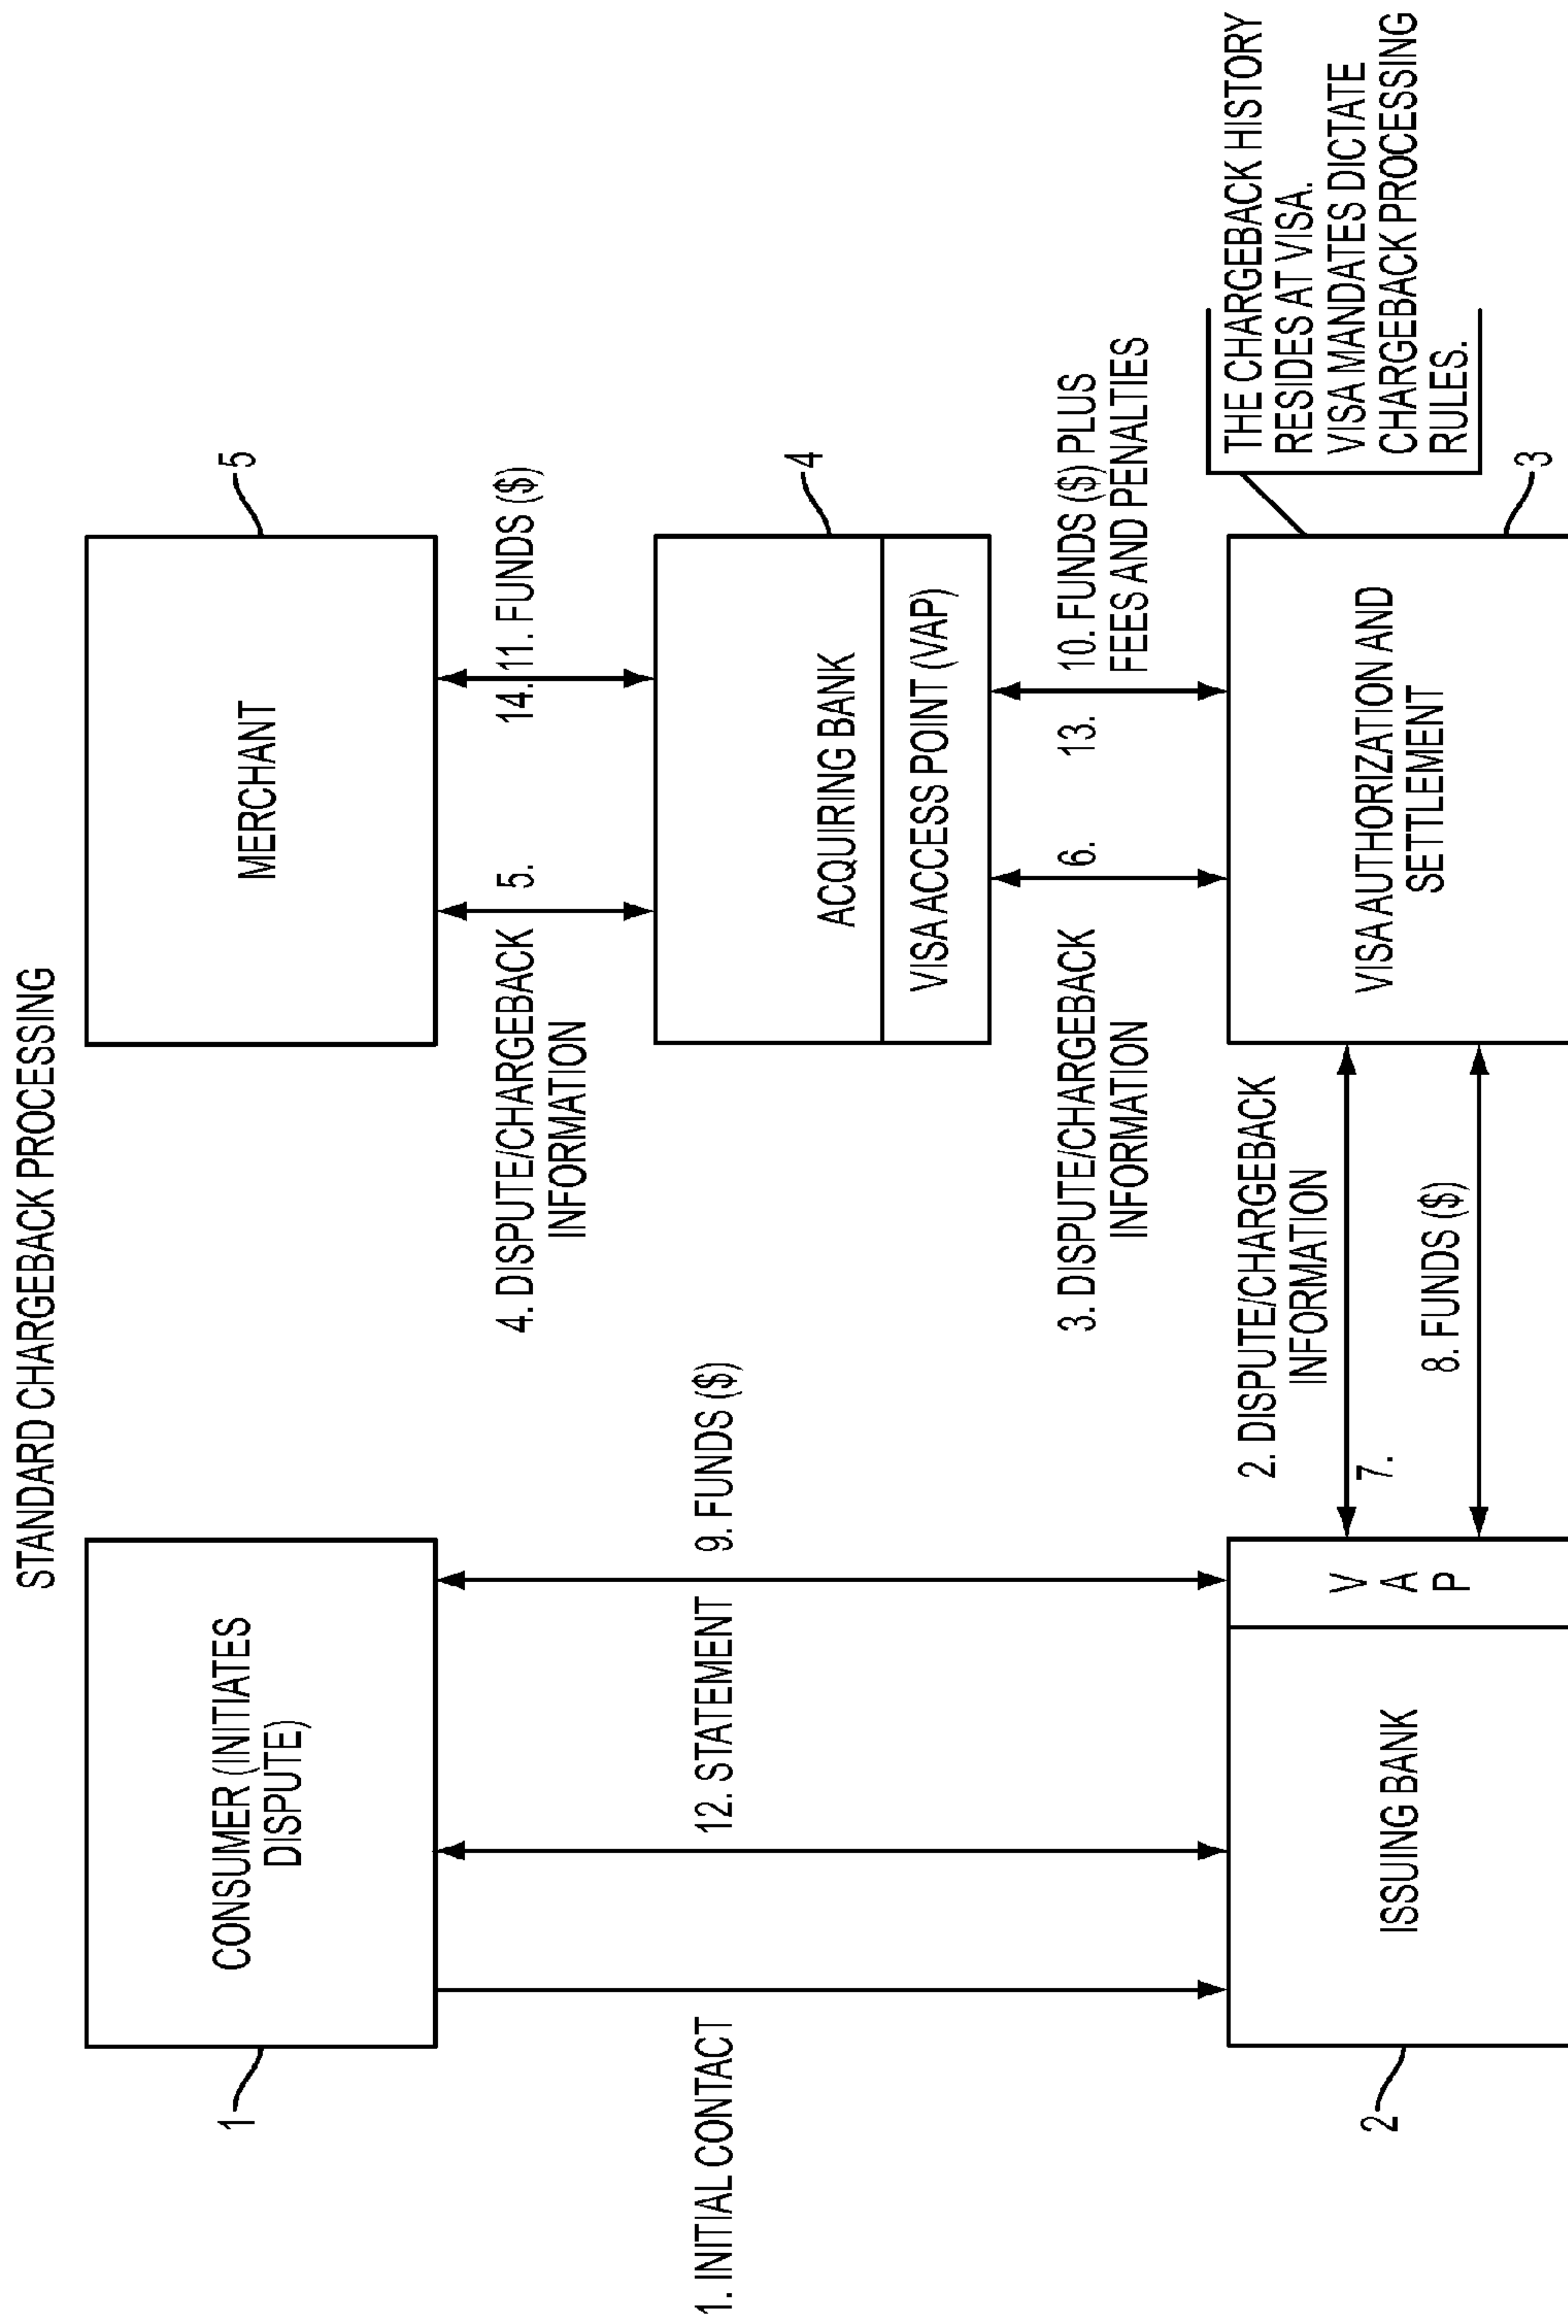 STANDARD CHARGEBACK PROCESSING
1
CONSUMER (INITIATES
DISPUTE)
MERCHANT
5
4. DISPUTE/CHARGEBACK
INFORMATION
5.
14.
11. FUNDS ($)
1. INITIAL CONTACT
12. STATEMENT
9. FUNDS ($)
ACQUIRING BANK
VISA ACCESS POINT (VAP)
4
3. DISPUTE/CHARGEBACK
INFORMATION
6.
13.
10. FUNDS ($) PLUS
FEES AND PENALTIES
2
ISSUING BANK
V
A
P
2. DISPUTE/CHARGEBACK
INFORMATION
7.
8. FUNDS ($)
VISA AUTHORIZATION AND
SETTLEMENT
3
THE CHARGEBACK HISTORY
RESIDES AT VISA.
VISA MANDATES DICTATE
CHARGEBACK PROCESSING
RULES.